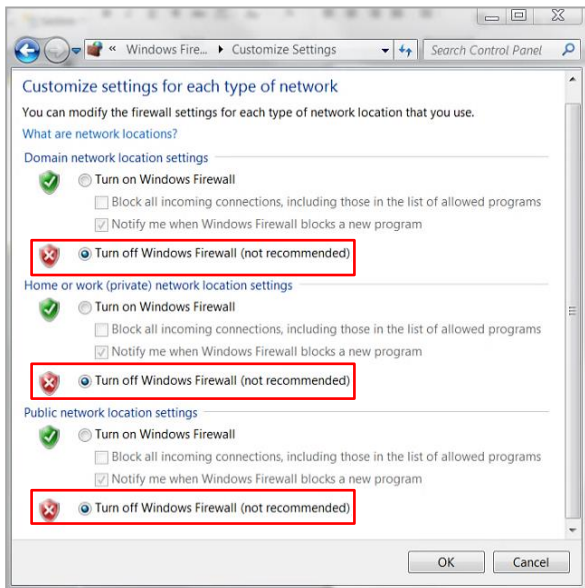 « Windows Fire... ▸ Customize Settings
Search Control Panel
Customize settings for each type of network
You can modify the firewall settings for each type of network location that you use.
What are network locations?
Domain network location settings
Turn on Windows Firewall
Block all incoming connections, including those in the list of allowed programs
Notify me when Windows Firewall blocks a new program
Turn off Windows Firewall (not recommended)
Home or work (private) network location settings
Turn on Windows Firewall
Block all incoming connections, including those in the list of allowed programs
Notify me when Windows Firewall blocks a new program
Turn off Windows Firewall (not recommended)
Public network location settings
Turn on Windows Firewall
Block all incoming connections, including those in the list of allowed programs
Notify me when Windows Firewall blocks a new program
Turn off Windows Firewall (not recommended)
OK
Cancel